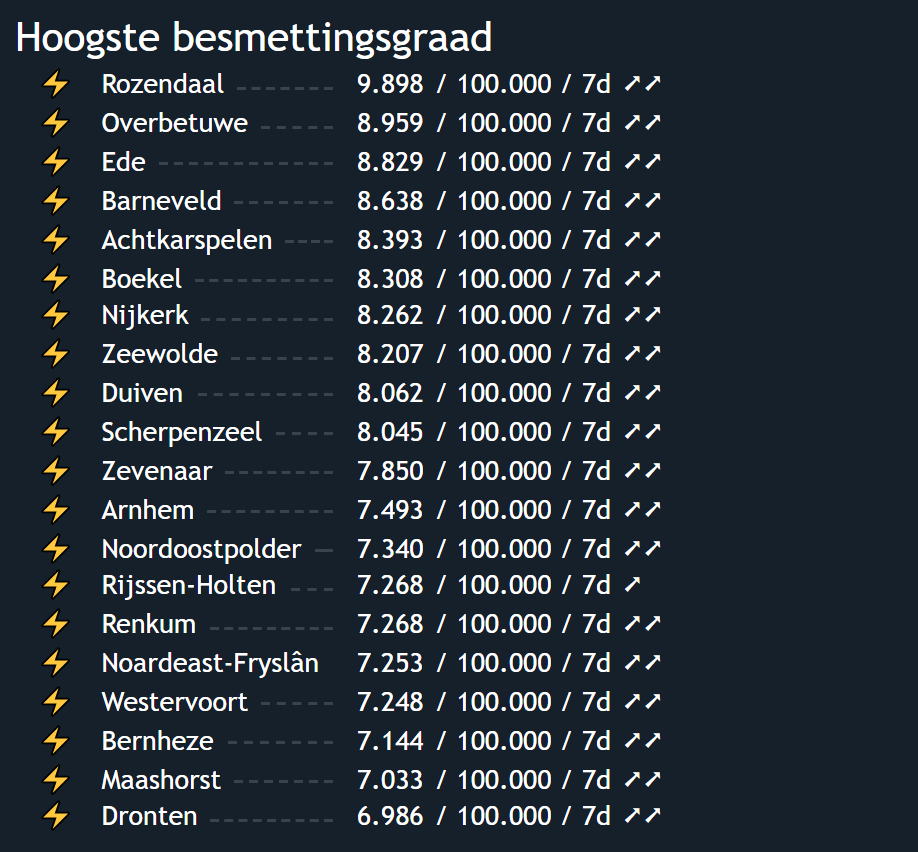 Hoogste besmettingsgraad
⚡ Rozendaal ------- 9.898 / 100.000 / 7d ➚➚
⚡ Overbetuwe ----- 8.959 / 100.000 / 7d ➚➚
⚡ Ede ------------ 8.829 / 100.000 / 7d ➚➚
⚡ Barneveld ------- 8.638 / 100.000 / 7d ➚➚
⚡ Achtkarspelen ---- 8.393 / 100.000 / 7d ➚➚
⚡ Boekel ---------- 8.308 / 100.000 / 7d ➚➚
⚡ Nijkerk --------- 8.262 / 100.000 / 7d ➚➚
⚡ Zeewolde ------- 8.207 / 100.000 / 7d ➚➚
⚡ Duiven --------- 8.062 / 100.000 / 7d ➚➚
⚡ Scherpenzeel ---- 8.045 / 100.000 / 7d ➚➚
⚡ Zevenaar -------- 7.850 / 100.000 / 7d ➚➚
⚡ Arnhem --------- 7.493 / 100.000 / 7d ➚➚
⚡ Noordoostpolder - 7.340 / 100.000 / 7d ➚➚
⚡ Rijssen-Holten --- 7.268 / 100.000 / 7d ➚
⚡ Renkum -------- 7.268 / 100.000 / 7d ➚➚
⚡ Noardeast-Fryslân 7.253 / 100.000 / 7d ➚➚
⚡ Westervoort ----- 7.248 / 100.000 / 7d ➚➚
⚡ Bernheze -------- 7.144 / 100.000 / 7d ➚➚
⚡ Maashorst ------- 7.033 / 100.000 / 7d ➚➚
⚡ Dronten -------- 6.986 / 100.000 / 7d ➚➚